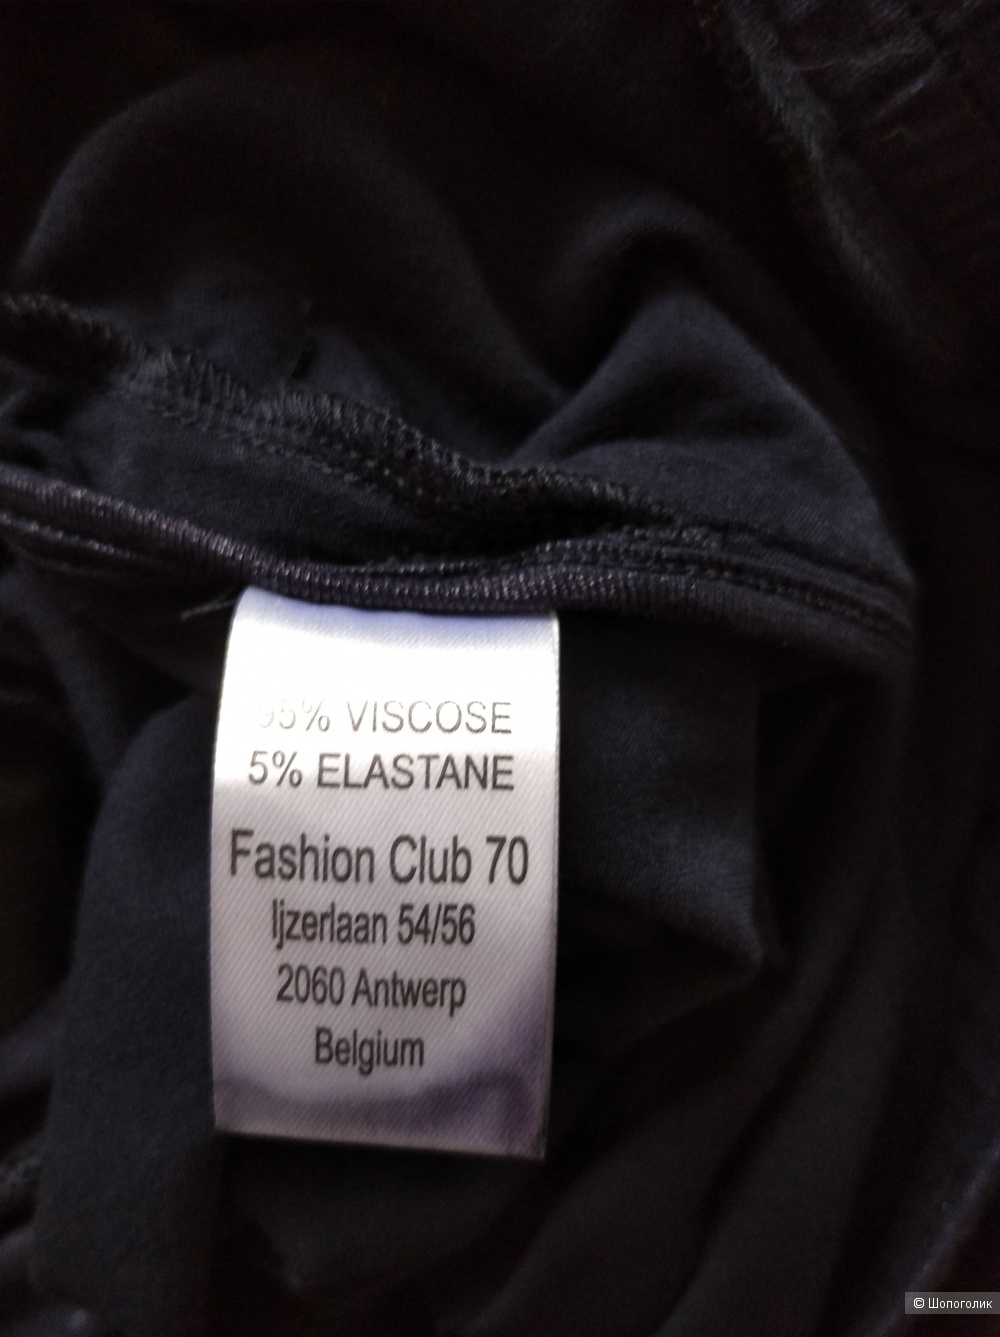 95% VISCOSE
5% ELASTANE
Fashion Club 70
Ijzerlaan 54/56
2060 Antwerp
Belgium
© Шопоголик